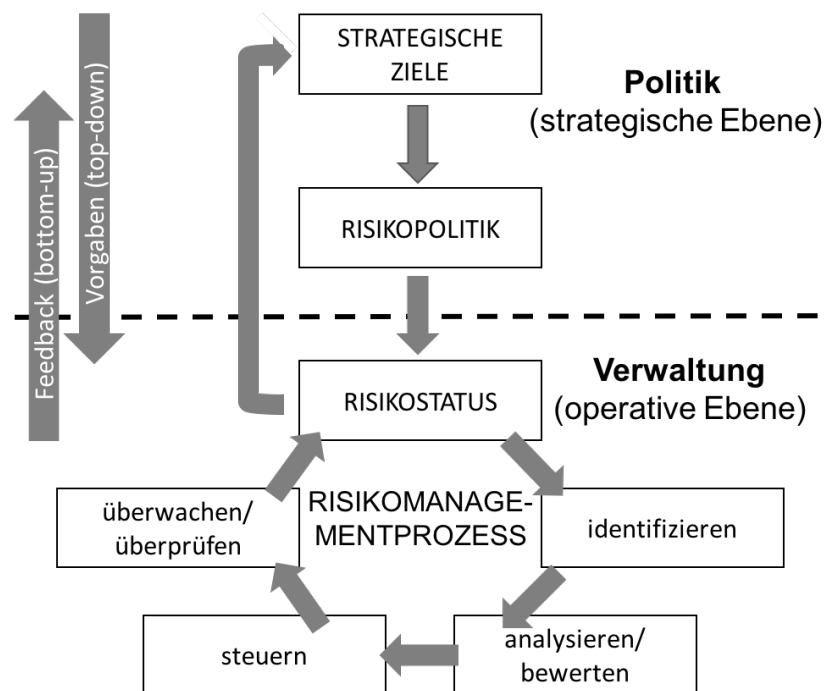 STRATEGISCHE
ZIELE
Politik
(strategische Ebene)
Feedback (bottom-up)
Vorgaben (top-down)
RISIKOPOLITIK
RISIKOSTATUS
Verwaltung
(operative Ebene)
RISIKOMANAGE-
MENTPROZESS
überwachen/
überprüfen
identifizieren
steuern
analysieren/
bewerten